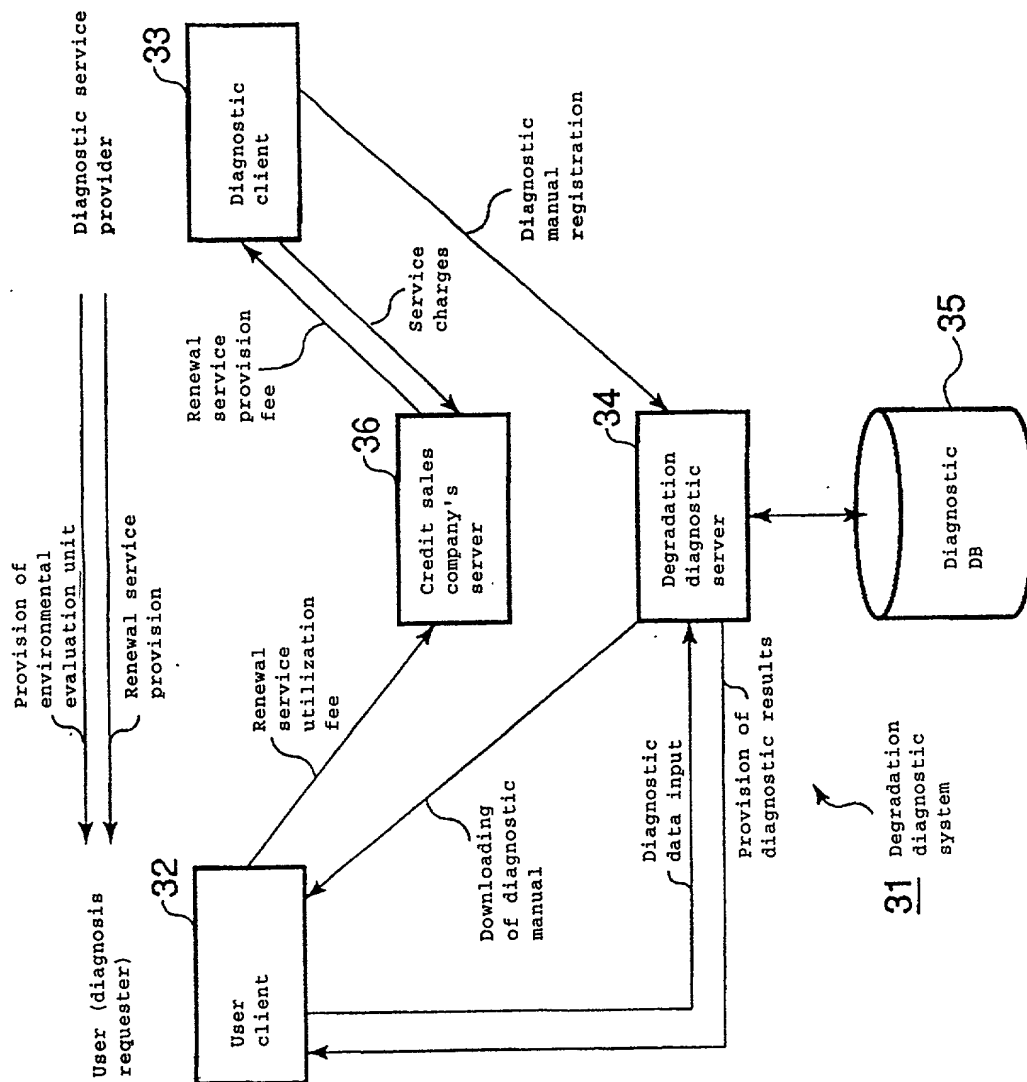 User (diagnosis
requester)
Provision of
environmental
evaluation unit
Renewal service
provision
Diagnostic service
provider
32
User
client
33
Diagnostic
client
Renewal
service
utilization
fee
Renewal
service
provision
fee
Service
charges
36
Credit sales
company's
server
Downloading
of diagnostic
manual
Diagnostic
manual
registration
34
Degradation
diagnostic
server
Diagnostic
data input
Provision of
diagnostic results
35
Diagnostic
DB
31
Degradation
diagnostic
system